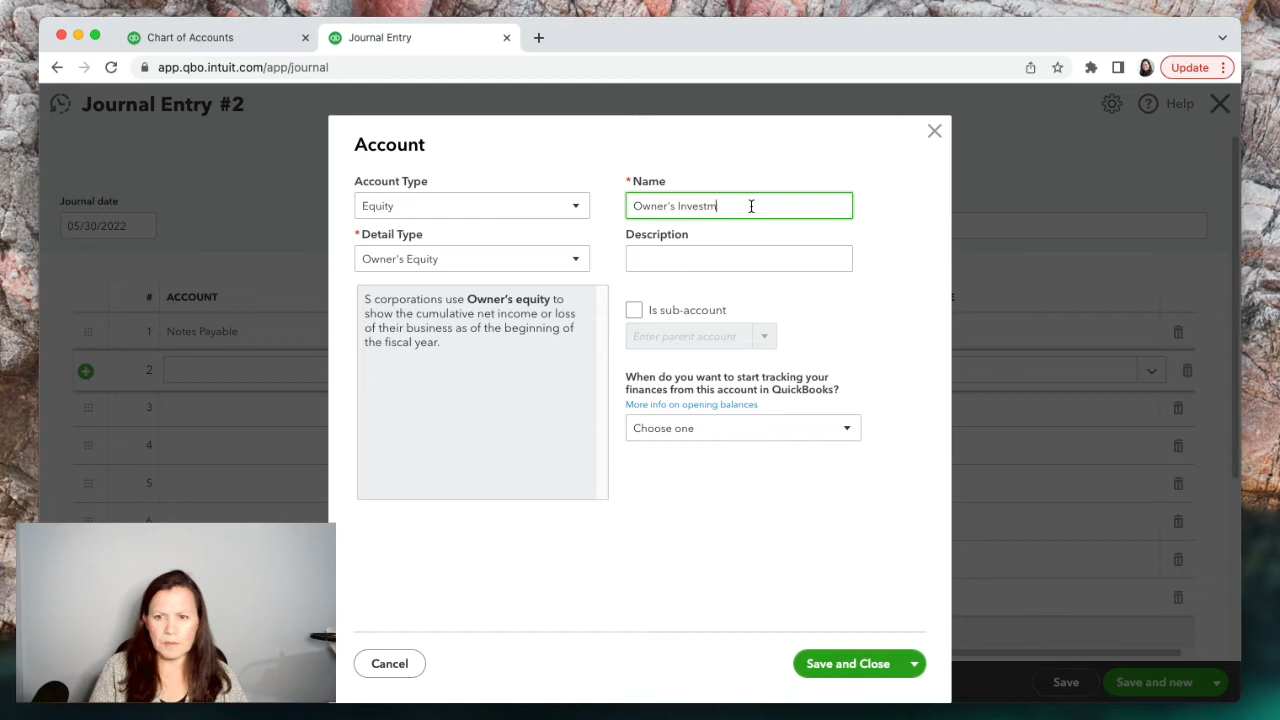 Chart of Accounts
Journal Entry
app.qbo.intuit.com/app/journal
Update
Journal Entry #2
Help
Account
Account Type
* Name
Equity
Owner's Investm
Journal date
* Detail Type
Description
05/30/2022
Owner's Equity
S corporations use Owner's equity to
show the cumulative net income or loss
of their business as of the beginning of
the fiscal year.
# ACCOUNT
Is sub-account
1 Notes Payable
Enter parent account
2
When do you want to start tracking your
finances from this account in QuickBooks?
More info on opening balances
3
Choose one
4
5
Cancel
Save and Close
Save
Save and new